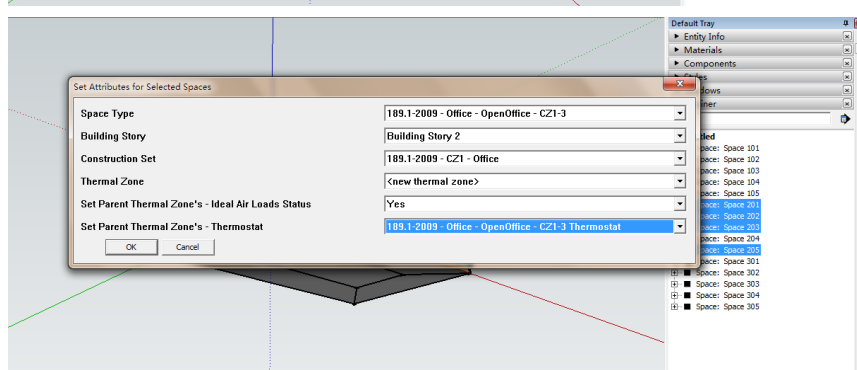 Default Tray
Entity Info
Materials
Components
Set Attributes for Selected Spaces
Space Type 189.1-2009 - Office - OpenOffice - CZ1-3
Building Story Building Story 2
Construction Set 189.1-2009 - CZ1 - Office
Thermal Zone <new thermal zone>
Set Parent Thermal Zone's - Ideal Air Loads Status Yes
Set Parent Thermal Zone's - Thermostat 189.1-2009 - Office - OpenOffice - CZ1-3 Thermostat
OK Cancel
Space: Space 101
Space: Space 102
Space: Space 103
Space: Space 104
Space: Space 105
Space: Space 201
Space: Space 202
Space: Space 203
Space: Space 204
Space: Space 205
Space: Space 301
Space: Space 302
Space: Space 303
Space: Space 304
Space: Space 305